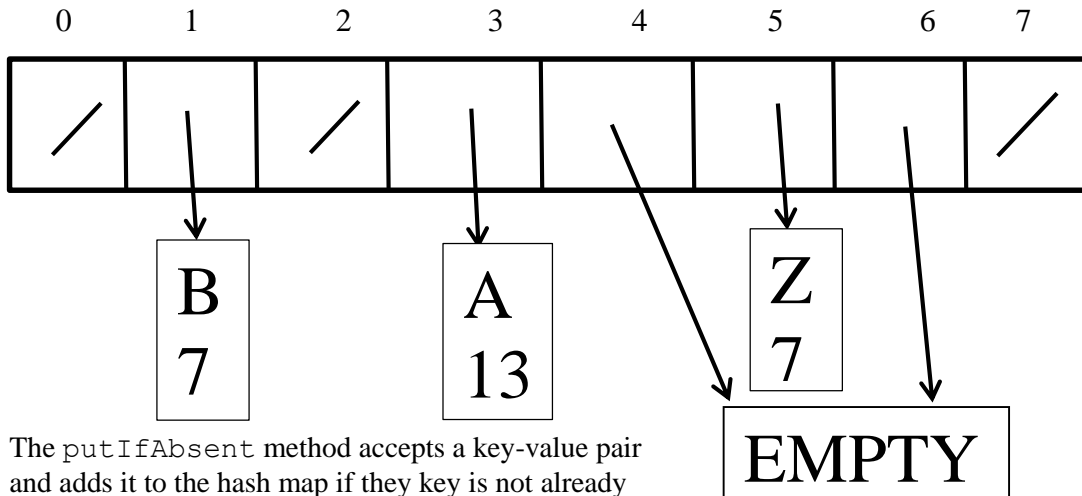 0 1 2 3 4 5 6 7
B
7
A
13
Z
7
EMPTY
The putIfAbsent method accepts a key-value pair
and adds it to the hash map if they key is not already